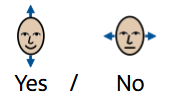 Yes / No